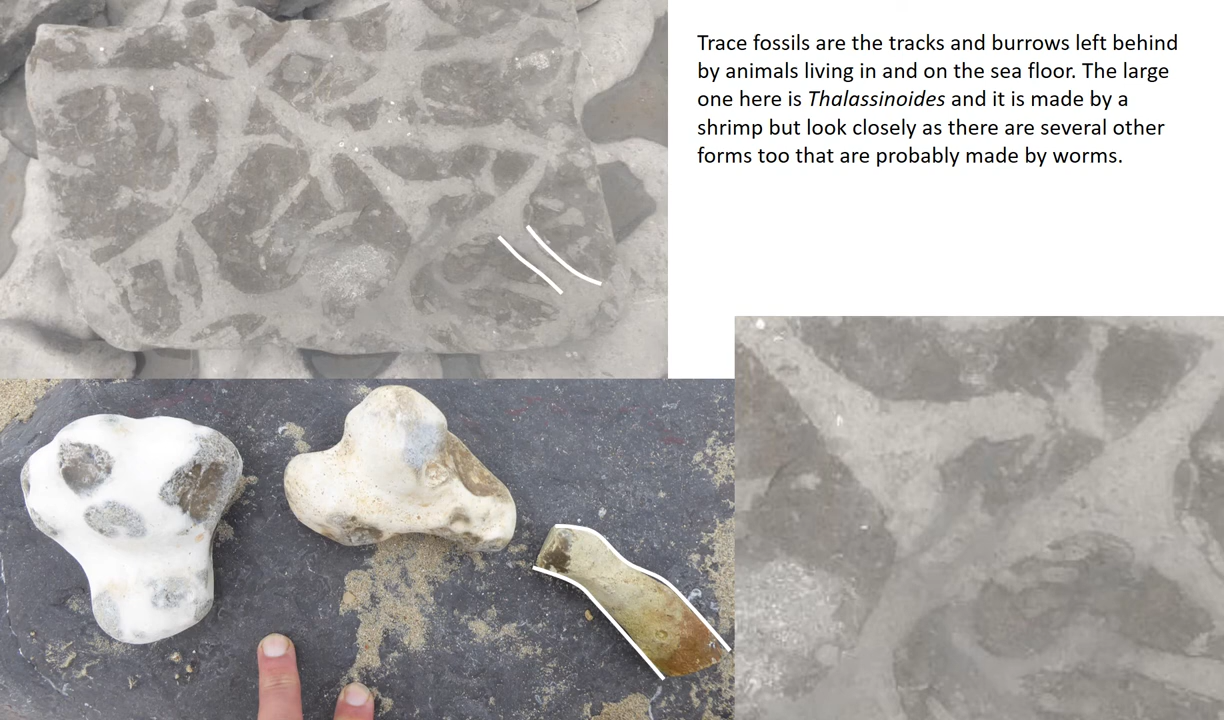 Trace fossils are the tracks and burrows left behind
by animals living in and on the sea floor. The large
one here is Thalassinoides and it is made by a
shrimp but look closely as there are several other
forms too that are probably made by worms.